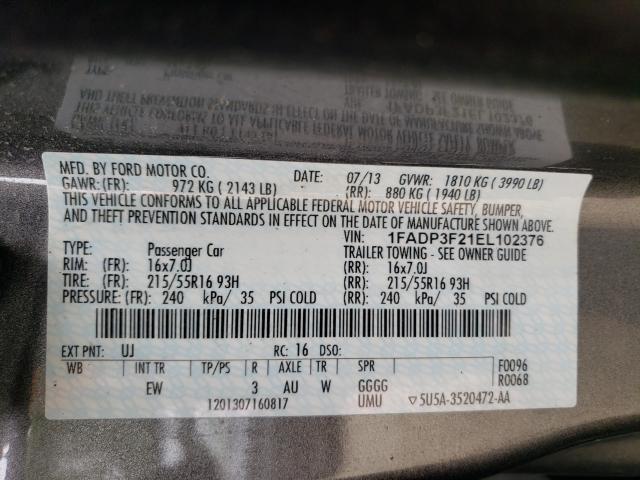 MFD. BY FORD MOTOR CO.
DATE: 07/13 GVWR: 1810 KG ( 3990 LB)
GAWR:(FR): 972 KG ( 2143 LB) (RR): 880 KG ( 1940 LB)
THIS VEHICLE CONFORMS TO ALL APPLICABLE FEDERAL MOTOR VEHICLE SAFETY, BUMPER,
AND THEFT PREVENTION STANDARDS IN EFFECT ON THE DATE OF MANUFACTURE SHOWN ABOVE.
VIN: 1FADP3F21EL102376
TYPE: Passenger Car TRAILER TOWING - SEE OWNER GUIDE
RIM: (FR): 16x7.0J (RR): 16x7.0J
TIRE: (FR): 215/55R16 93H (RR): 215/55R16 93H
PRESSURE: (FR): 240 kPa/ 35 PSI COLD (RR): 240 kPa/ 35 PSI COLD
EXT PNT: UJ RC: 16 DSO:
WB INT TR TP/PS R AXLE TR SPR F0096
EW 3 AU W GGGG R0068
1201307160817 UMU ▽5U5A-3520472-AA